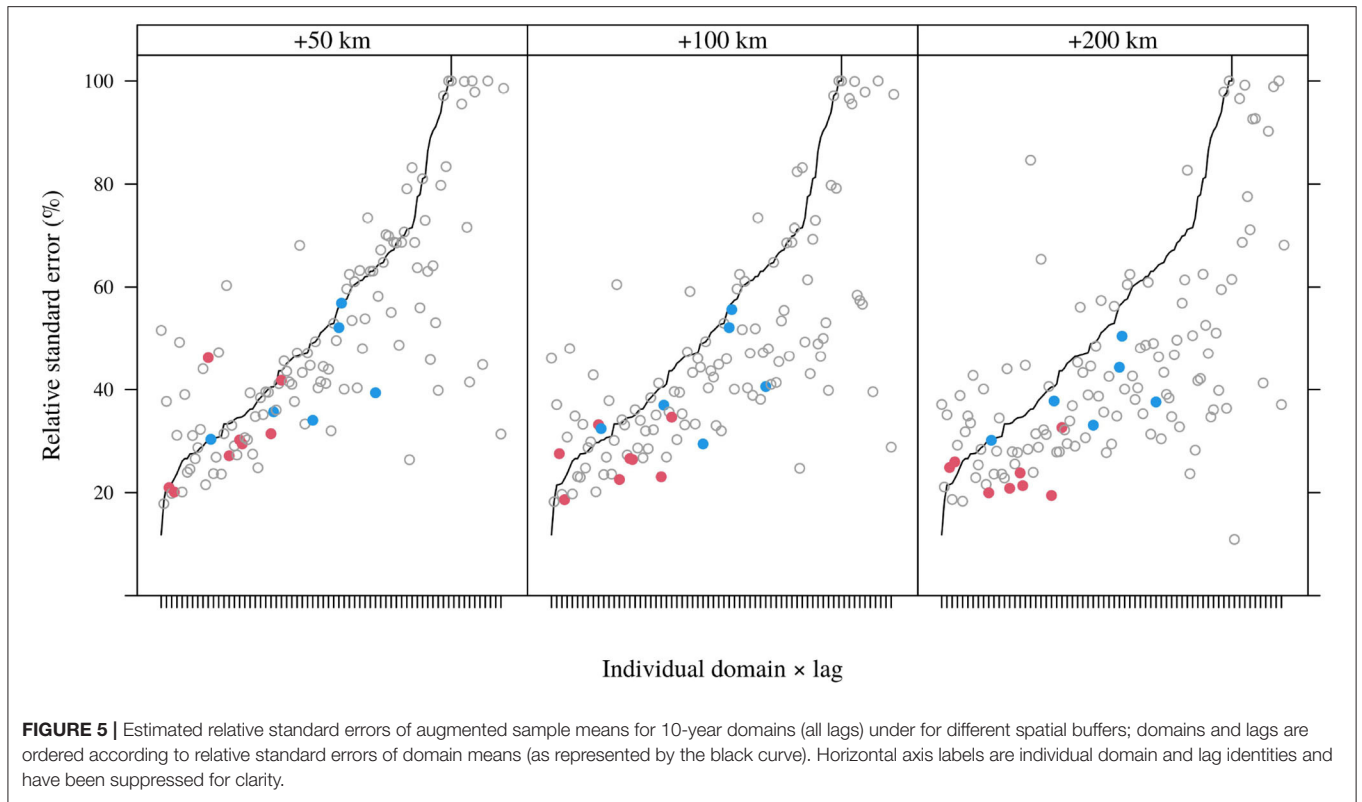 +50 km +100 km +200 km
100
80
60
40
20
Relative standard error (%)
Individual domain × lag
FIGURE 5 | Estimated relative standard errors of augmented sample means for 10-year domains (all lags) under for different spatial buffers; domains and lags are
ordered according to relative standard errors of domain means (as represented by the black curve). Horizontal axis labels are individual domain and lag identities and
have been suppressed for clarity.